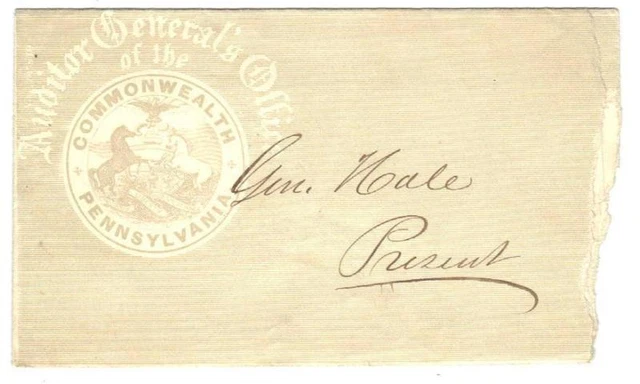 Auditor General's Office
of the
COMMONWEALTH
PENNSYLVANIA
Gen. Hale
Present